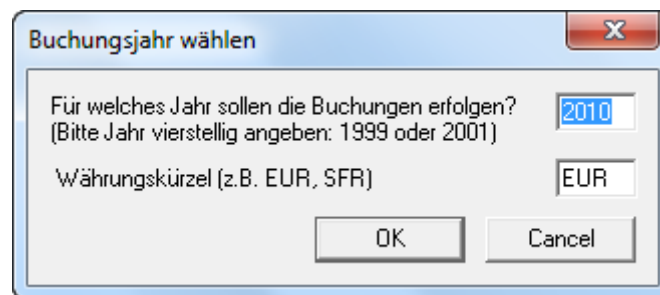 Buchungsjahr wählen
Für welches Jahr sollen die Buchungen erfolgen? 2010
(Bitte Jahr vierstellig angeben: 1999 oder 2001)
Währungskürzel (z.B. EUR, SFR) EUR
OK Cancel